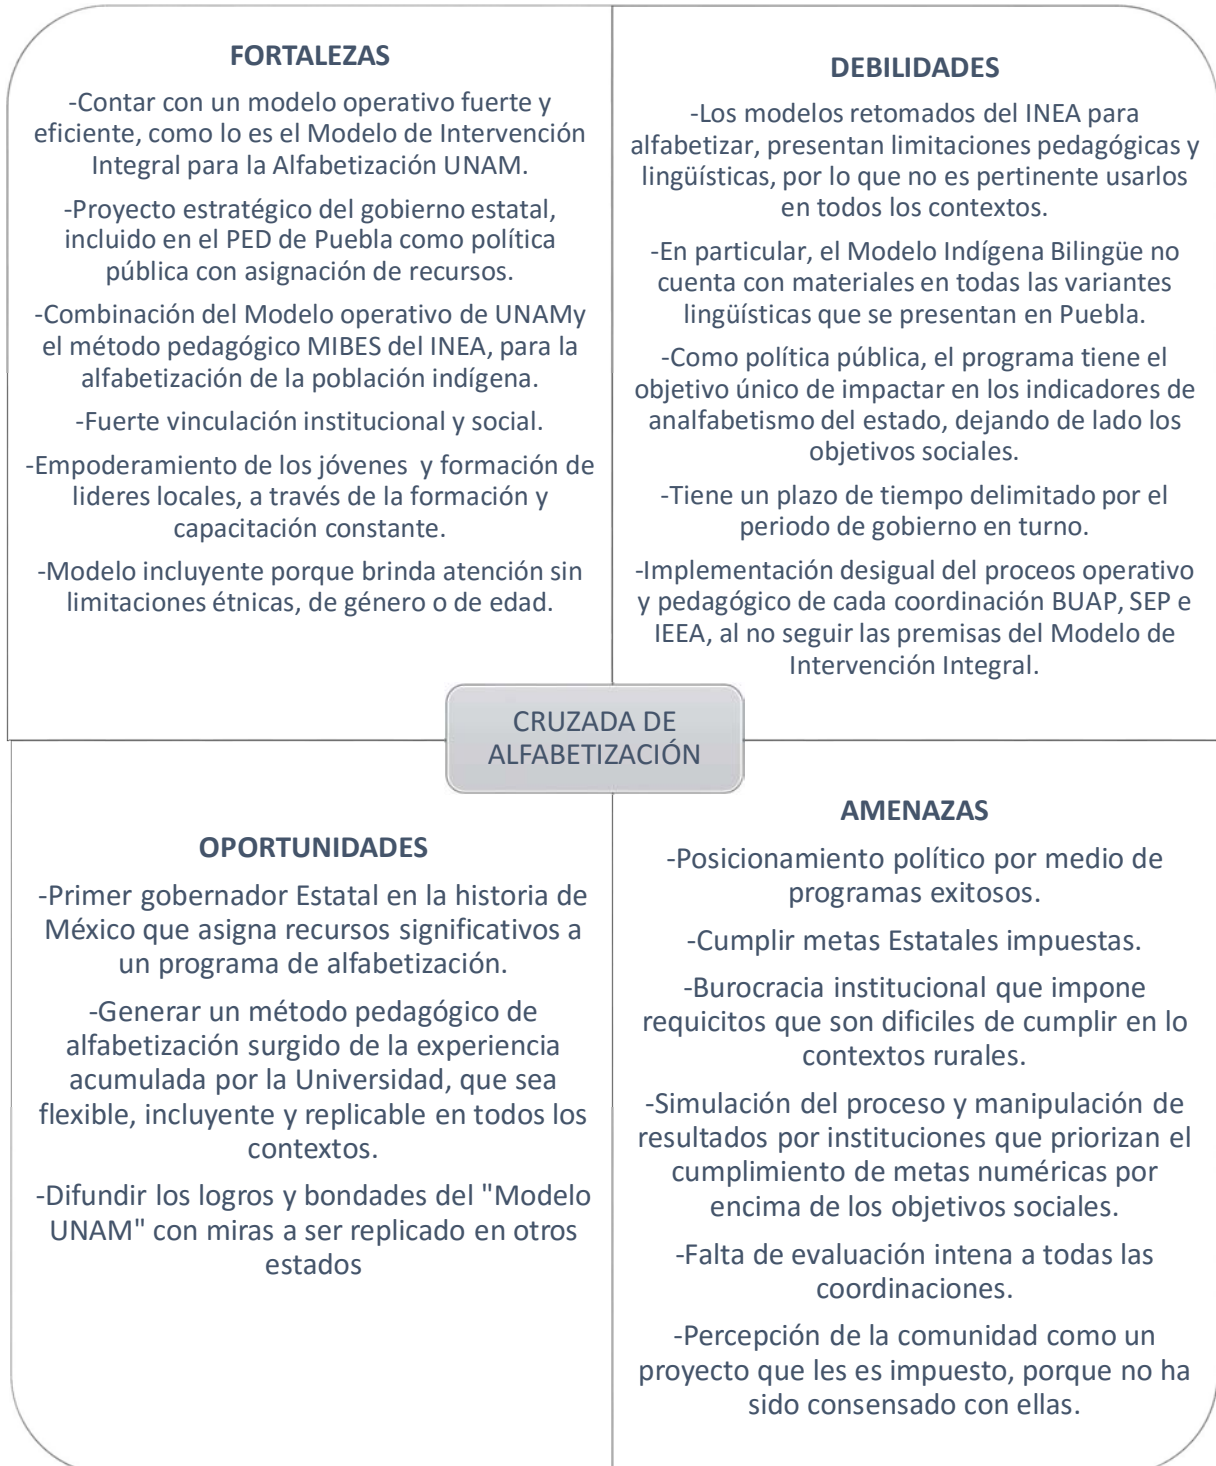 FORTALEZAS
-Contar con un modelo operativo fuerte y
eficiente, como lo es el Modelo de Intervención
Integral para la Alfabetización UNAM.
-Proyecto estratégico del gobierno estatal,
incluido en el PED de Puebla como política
pública con asignación de recursos.
-Combinación del Modelo operativo de UNAMy
el método pedagógico MIBES del INEA, para la
alfabetización de la población indígena.
-Fuerte vinculación institucional y social.
-Empoderamiento de los jóvenes y formación de
lideres locales, a través de la formación y
capacitación constante.
-Modelo incluyente porque brinda atención sin
limitaciones étnicas, de género o de edad.
DEBILIDADES
-Los modelos retomados del INEA para
alfabetizar, presentan limitaciones pedagógicas y
lingüísticas, por lo que no es pertinente usarlos
en todos los contextos.
-En particular, el Modelo Indígena Bilingüe no
cuenta con materiales en todas las variantes
lingüísticas que se presentan en Puebla.
-Como política pública, el programa tiene el
objetivo único de impactar en los indicadores de
analfabetismo del estado, dejando de lado los
objetivos sociales.
-Tiene un plazo de tiempo delimitado por el
periodo de gobierno en turno.
-Implementación desigual del proceos operativo
y pedagógico de cada coordinación BUAP, SEP e
IEEA, al no seguir las premisas del Modelo de
Intervención Integral.
CRUZADA DE
ALFABETIZACIÓN
OPORTUNIDADES
-Primer gobernador Estatal en la historia de
México que asigna recursos significativos a
un programa de alfabetización.
-Generar un método pedagógico de
alfabetización surgido de la experiencia
acumulada por la Universidad, que sea
flexible, incluyente y replicable en todos los
contextos.
-Difundir los logros y bondades del "Modelo
UNAM" con miras a ser replicado en otros
estados
AMENAZAS
-Posicionamiento político por medio de
programas exitosos.
-Cumplir metas Estatales impuestas.
-Burocracia institucional que impone
requicitos que son dificiles de cumplir en lo
contextos rurales.
-Simulación del proceso y manipulación de
resultados por instituciones que priorizan el
cumplimiento de metas numéricas por
encima de los objetivos sociales.
-Falta de evaluación intena a todas las
coordinaciones.
-Percepción de la comunidad como un
proyecto que les es impuesto, porque no ha
sido consensado con ellas.